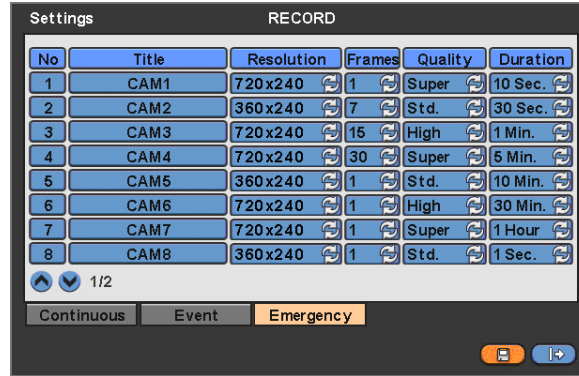 Settings RECORD
No Title Resolution Frames Quality Duration
1 CAM1 720x240 1 Super 10 Sec.
2 CAM2 360x240 7 Std. 30 Sec.
3 CAM3 720x240 15 High 1 Min.
4 CAM4 720x240 30 Super 5 Min.
5 CAM5 360x240 1 Std. 10 Min.
6 CAM6 720x240 1 High 30 Min.
7 CAM7 720x240 1 Super 1 Hour
8 CAM8 360x240 1 Std. 1 Sec.
1/2
Continuous Event Emergency